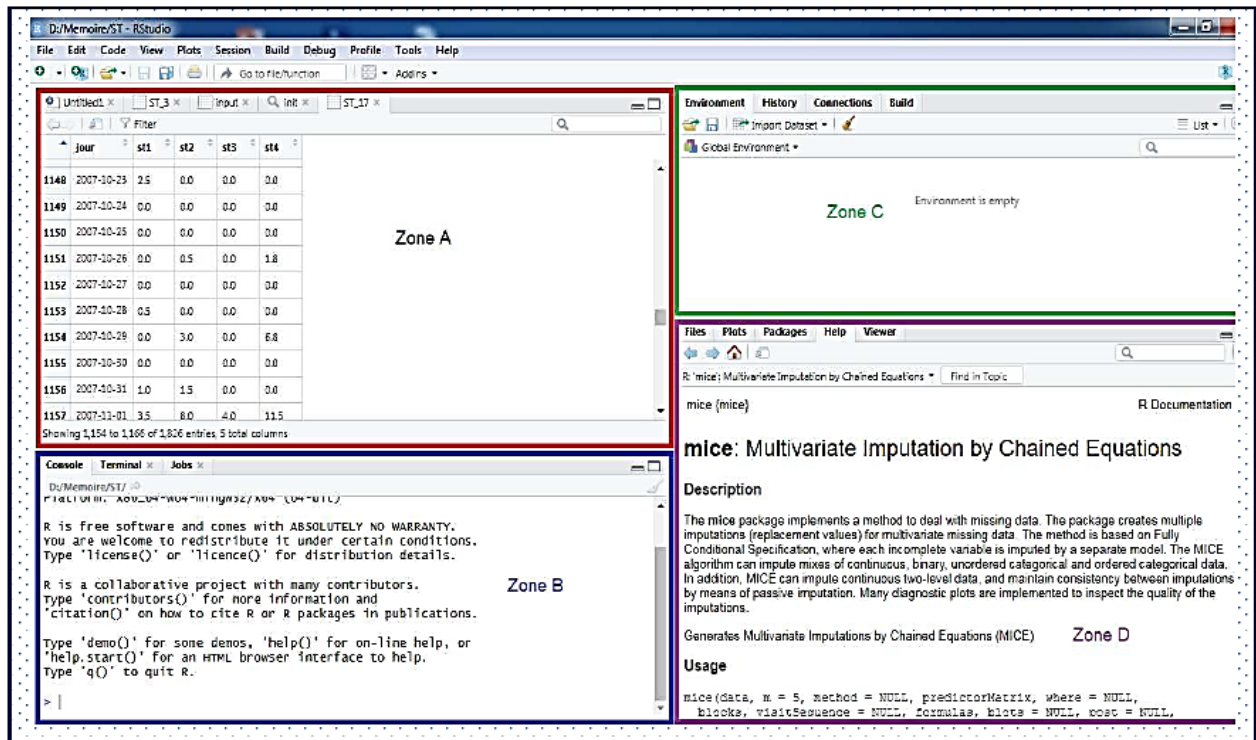 D:/Memoire/ST - RStudio
File Edit Code View Plots Session Build Debug Profile Tools Help
Go to file/function Addins
Untitled1 × ST_3 × input × init × ST_17 ×
Filter
jour st1 st2 st3 st4
1148 2007-10-23 2.5 0.0 0.0 0.0
1149 2007-10-24 0.0 0.0 0.0 0.0
1150 2007-10-25 0.0 0.0 0.0 0.0
1151 2007-10-26 0.0 0.5 0.0 1.8
1152 2007-10-27 0.0 0.0 0.0 0.0
1153 2007-10-28 0.5 0.0 0.0 0.0
1154 2007-10-29 0.0 3.0 0.0 6.8
1155 2007-10-30 0.0 0.0 0.0 0.0
1156 2007-10-31 1.0 1.5 0.0 0.0
1157 2007-11-01 3.5 8.0 4.0 11.5
Zone A
Showing 1,154 to 1,166 of 1,826 entries, 5 total columns
Console Terminal × Jobs ×
D:/Memoire/ST/
Platform: x86_64-w64-mingw32/x64 (64-bit)
R is free software and comes with ABSOLUTELY NO WARRANTY.
You are welcome to redistribute it under certain conditions.
Type 'license()' or 'licence()' for distribution details.
R is a collaborative project with many contributors.
Type 'contributors()' for more information and
'citation()' on how to cite R or R packages in publications.
Type 'demo()' for some demos, 'help()' for on-line help, or
'help.start()' for an HTML browser interface to help.
Type 'q()' to quit R.
>
Zone B
Environment History Connections Build
Import Dataset List
Global Environment
Environment is empty
Zone C
Files Plots Packages Help Viewer
R: 'mice': Multivariate Imputation by Chained Equations Find in Topic
mice {mice} R Documentation
mice: Multivariate Imputation by Chained Equations
Description
The mice package implements a method to deal with missing data. The package creates multiple
imputations (replacement values) for multivariate missing data. The method is based on Fully
Conditional Specification, where each incomplete variable is imputed by a separate model. The MICE
algorithm can impute mixes of continuous, binary, unordered categorical and ordered categorical data.
In addition, MICE can impute continuous two-level data, and maintain consistency between imputations
by means of passive imputation. Many diagnostic plots are implemented to inspect the quality of the
imputations.
Generates Multivariate Imputations by Chained Equations (MICE)
Zone D
Usage
mice(data, m = 5, method = NULL, predictorMatrix, where = NULL,
blocks, visitSequence = NULL, formulas, blots = NULL, post = NULL,